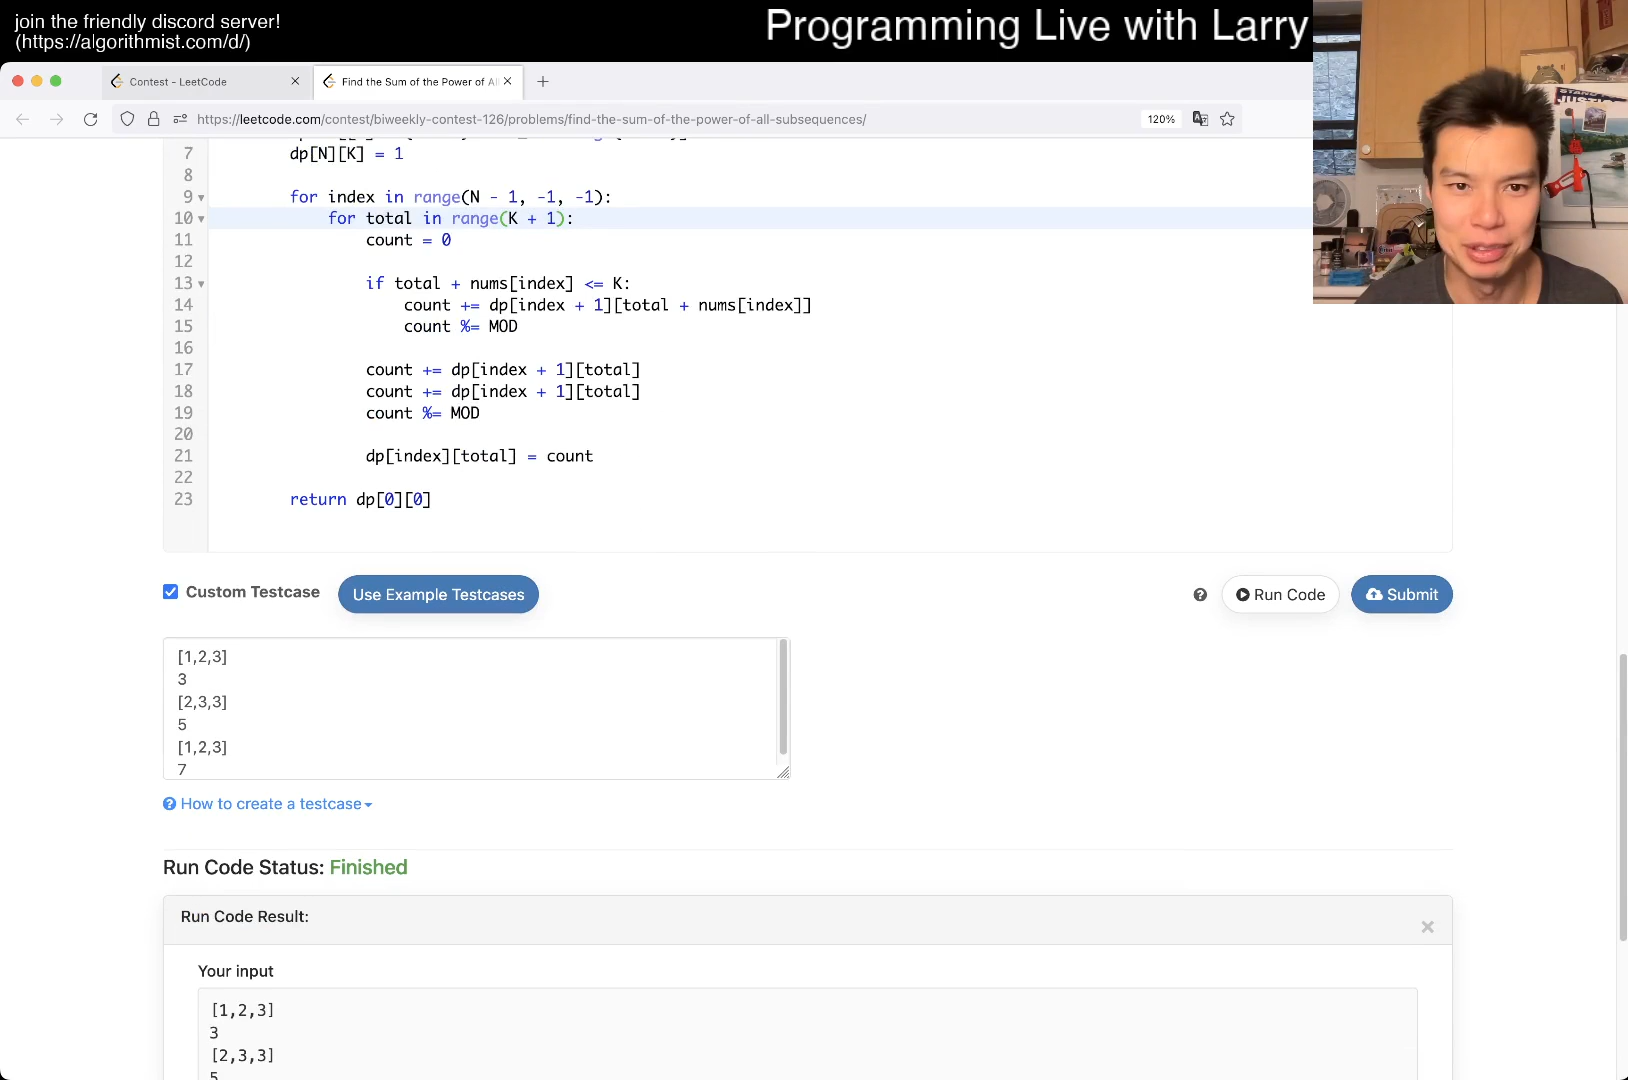 join the friendly discord server!
(https://algorithmist.com/d/)
Programming Live with Larry
Contest - LeetCode
Find the Sum of the Power of All
https://leetcode.com/contest/biweekly-contest-126/problems/find-the-sum-of-the-power-of-all-subsequences/
120%
7 dp[N][K] = 1
8
9 for index in range(N - 1, -1, -1):
10 for total in range(K + 1):
11 count = 0
12
13 if total + nums[index] <= K:
14 count += dp[index + 1][total + nums[index]]
15 count %= MOD
16
17 count += dp[index + 1][total]
18 count += dp[index + 1][total]
19 count %= MOD
20
21 dp[index][total] = count
22
23 return dp[0][0]
Custom Testcase
Use Example Testcases
Run Code
Submit
[1,2,3]
3
[2,3,3]
5
[1,2,3]
7
How to create a testcase
Run Code Status: Finished
Run Code Result:
Your input
[1,2,3]
3
[2,3,3]
5